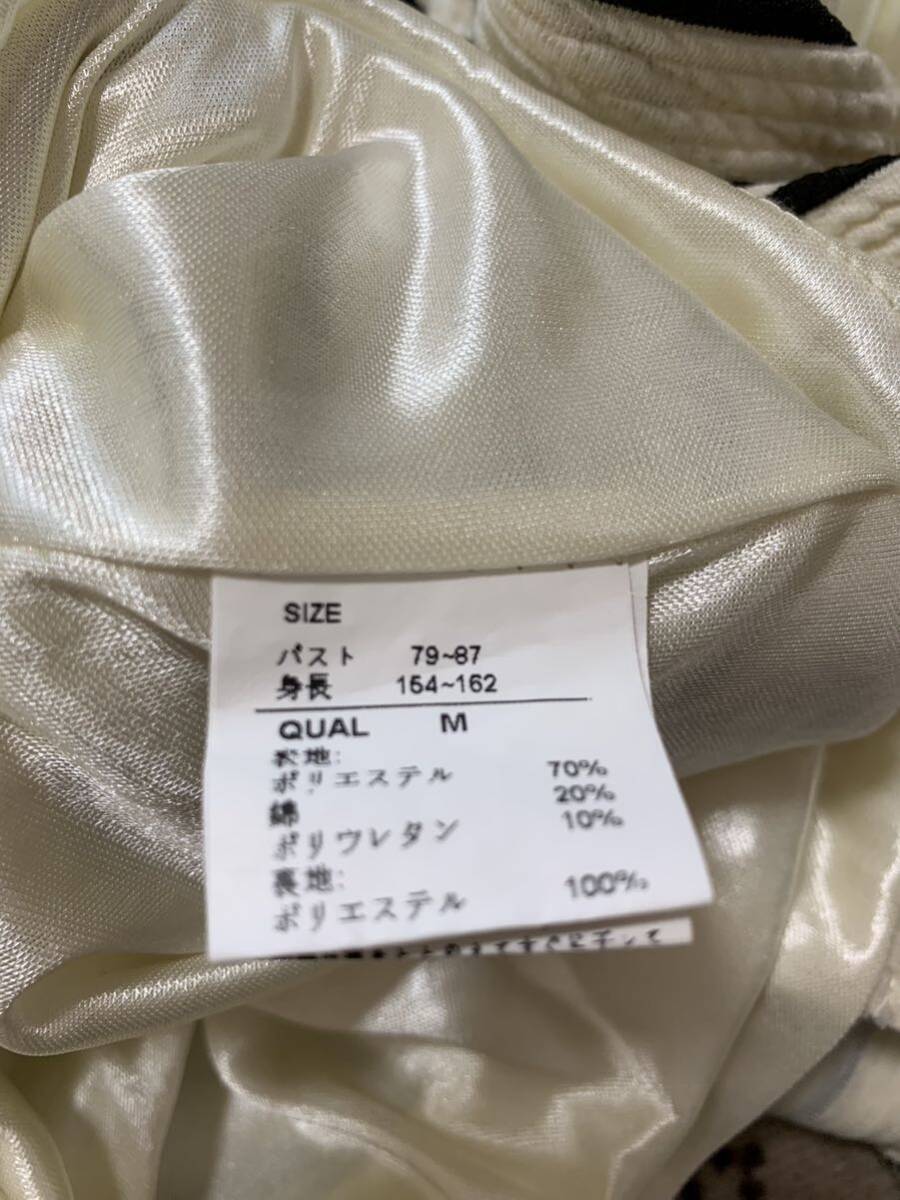 SIZE
バスト 79~87
身長 154~162
QUAL M
表地:
ポリエステル 70%
綿 20%
ポリウレタン 10%
裏地:
ポリエステル 100%